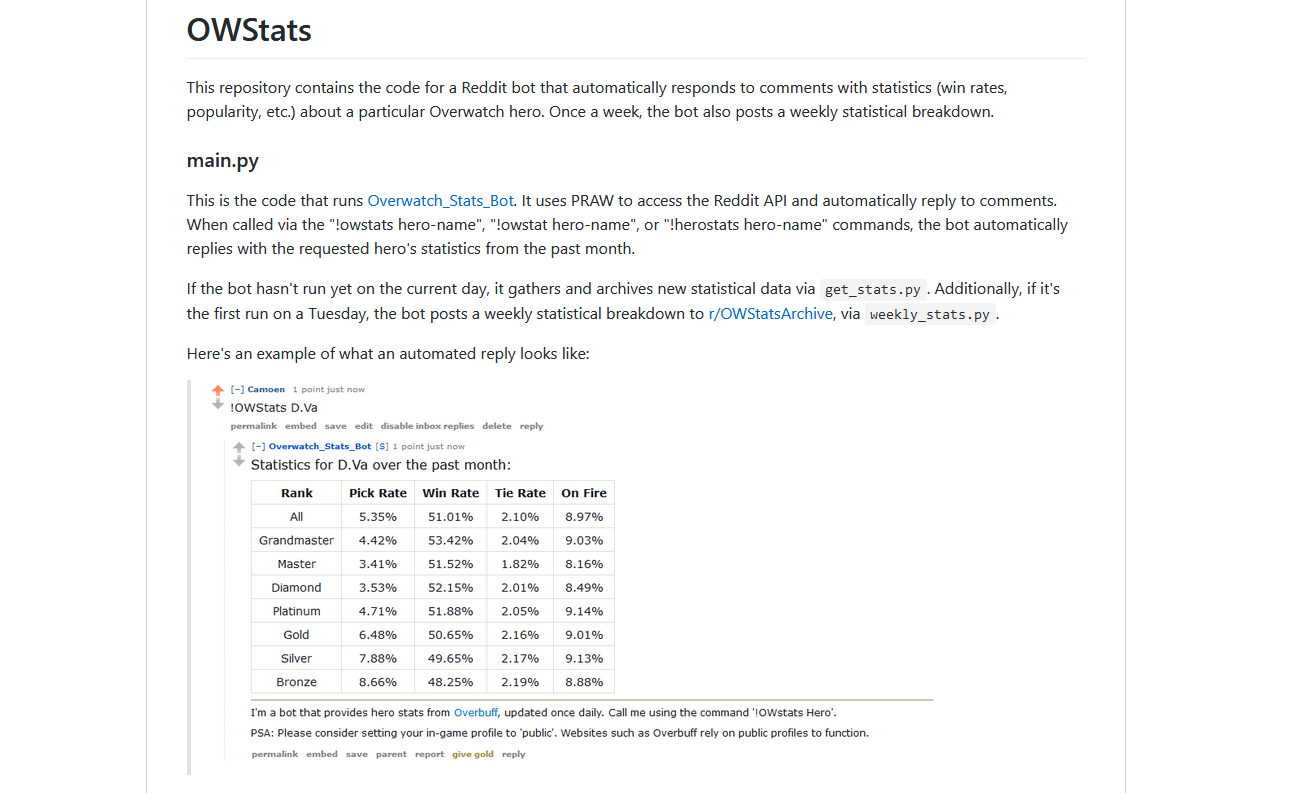 OWStats
This repository contains the code for a Reddit bot that automatically responds to comments with statistics (win rates,
popularity, etc.) about a particular Overwatch hero. Once a week, the bot also posts a weekly statistical breakdown.
main.py
This is the code that runs Overwatch_Stats_Bot. It uses PRAW to access the Reddit API and automatically reply to comments.
When called via the "!owstats hero-name", "!owstat hero-name", or "!herostats hero-name" commands, the bot automatically
replies with the requested hero's statistics from the past month.
If the bot hasn't run yet on the current day, it gathers and archives new statistical data via get_stats.py. Additionally, if it's
the first run on a Tuesday, the bot posts a weekly statistical breakdown to r/OWStatsArchive, via weekly_stats.py.
Here's an example of what an automated reply looks like:
[–] Camoen 1 point just now
!OWStats D.Va
permalink embed save edit disable inbox replies delete reply
[–] Overwatch_Stats_Bot [S] 1 point just now
Statistics for D.Va over the past month:
Rank Pick Rate Win Rate Tie Rate On Fire
All 5.35% 51.01% 2.10% 8.97%
Grandmaster 4.42% 53.42% 2.04% 9.03%
Master 3.41% 51.52% 1.82% 8.16%
Diamond 3.53% 52.15% 2.01% 8.49%
Platinum 4.71% 51.88% 2.05% 9.14%
Gold 6.48% 50.65% 2.16% 9.01%
Silver 7.88% 49.65% 2.17% 9.13%
Bronze 8.66% 48.25% 2.19% 8.88%
I'm a bot that provides hero stats from Overbuff, updated once daily. Call me using the command '!OWstats Hero'.
PSA: Please consider setting your in-game profile to 'public'. Websites such as Overbuff rely on public profiles to function.
permalink embed save parent report give gold reply